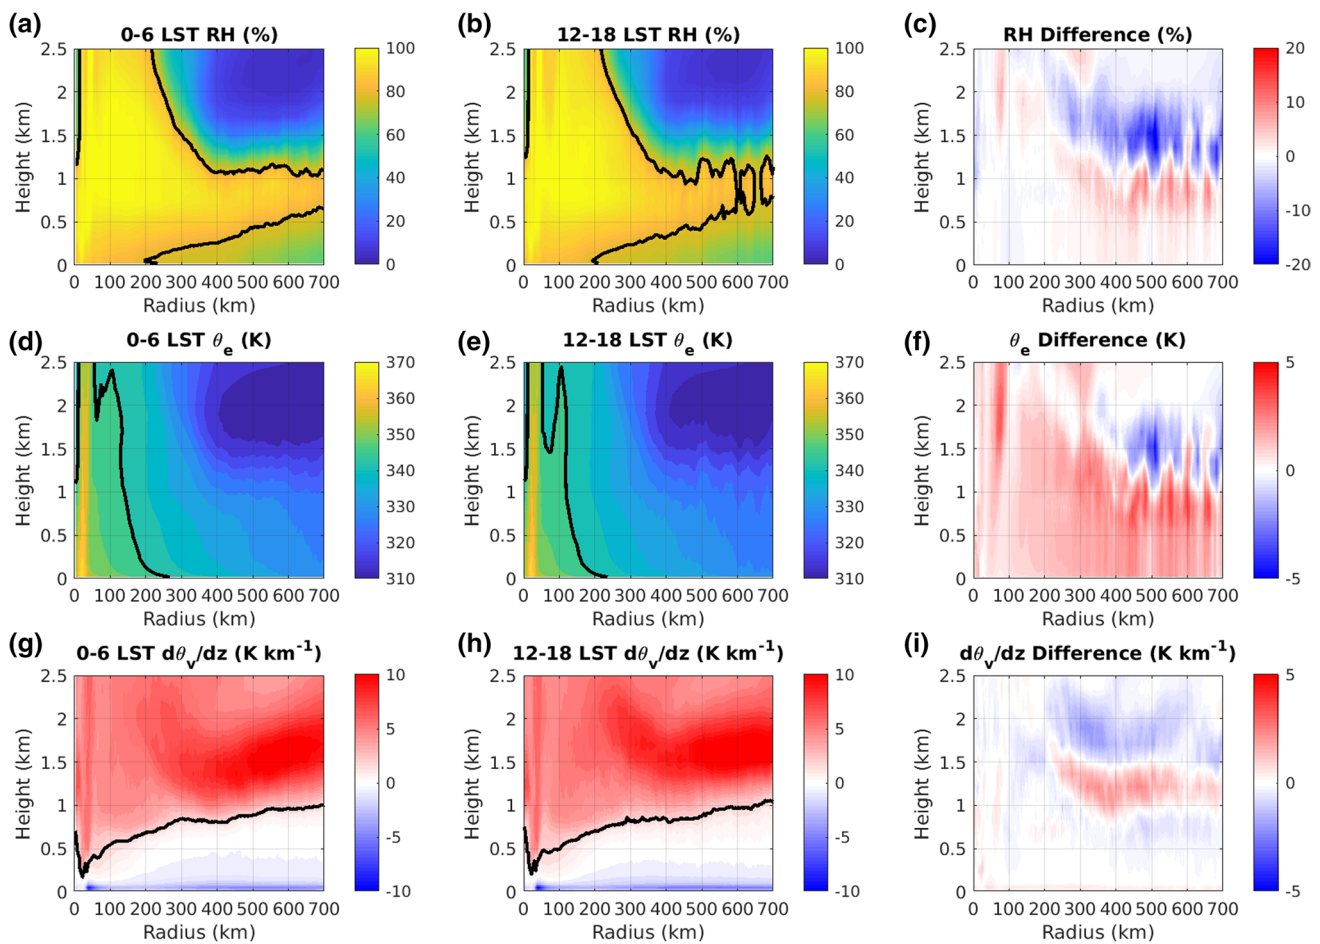 (a)
0-6 LST RH (%)
2.5
2
1.5
1
0.5
0
Height (km)
0 100 200 300 400 500 600 700
Radius (km)
100
80
60
40
20
0
(b)
12-18 LST RH (%)
2.5
2
1.5
1
0.5
0
Height (km)
0 100 200 300 400 500 600 700
Radius (km)
100
80
60
40
20
0
(c)
RH Difference (%)
2.5
2
1.5
1
0.5
0
Height (km)
0 100 200 300 400 500 600 700
Radius (km)
20
10
0
-10
-20
(d)
0-6 LST θe (K)
2.5
2
1.5
1
0.5
0
Height (km)
0 100 200 300 400 500 600 700
Radius (km)
370
360
350
340
330
320
310
(e)
12-18 LST θe (K)
2.5
2
1.5
1
0.5
0
Height (km)
0 100 200 300 400 500 600 700
Radius (km)
370
360
350
340
330
320
310
(f)
θe Difference (K)
2.5
2
1.5
1
0.5
0
Height (km)
0 100 200 300 400 500 600 700
Radius (km)
5
0
-5
(g)
0-6 LST dθv/dz (K km-1)
2.5
2
1.5
1
0.5
0
Height (km)
0 100 200 300 400 500 600 700
Radius (km)
10
5
0
-5
-10
(h)
12-18 LST dθv/dz (K km-1)
2.5
2
1.5
1
0.5
0
Height (km)
0 100 200 300 400 500 600 700
Radius (km)
10
5
0
-5
-10
(i)
dθv/dz Difference (K km-1)
2.5
2
1.5
1
0.5
0
Height (km)
0 100 200 300 400 500 600 700
Radius (km)
5
0
-5